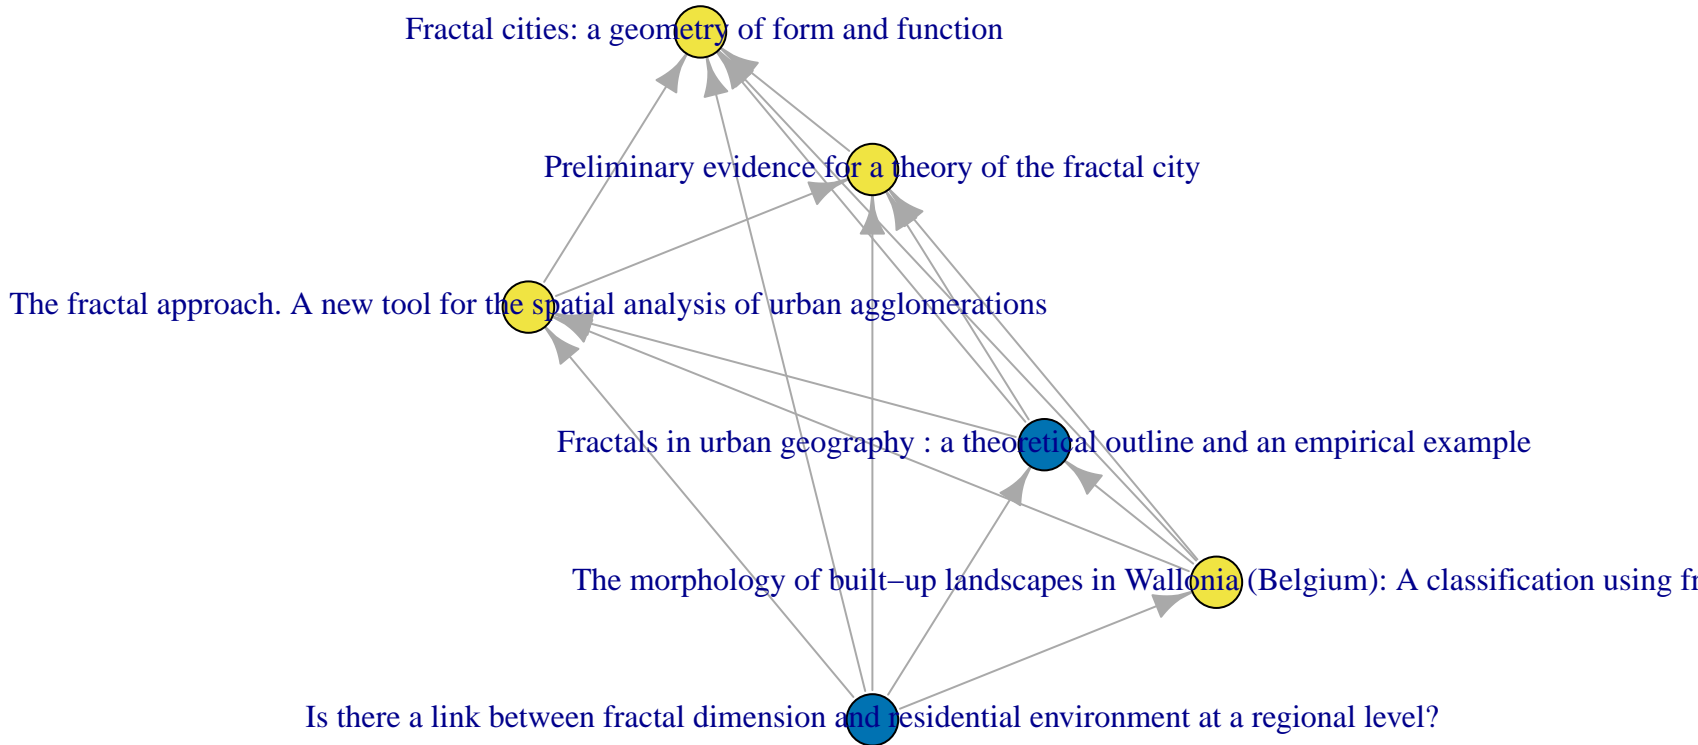 Fractal cities: a geometry of form and function
Preliminary evidence for a theory of the fractal city
The fractal approach. A new tool for the spatial analysis of urban agglomerations
Fractals in urban geography : a theoretical outline and an empirical example
The morphology of built−up landscapes in Wallonia (Belgium): A classification using
Is there a link between fractal dimension and residential environment at a regional level?